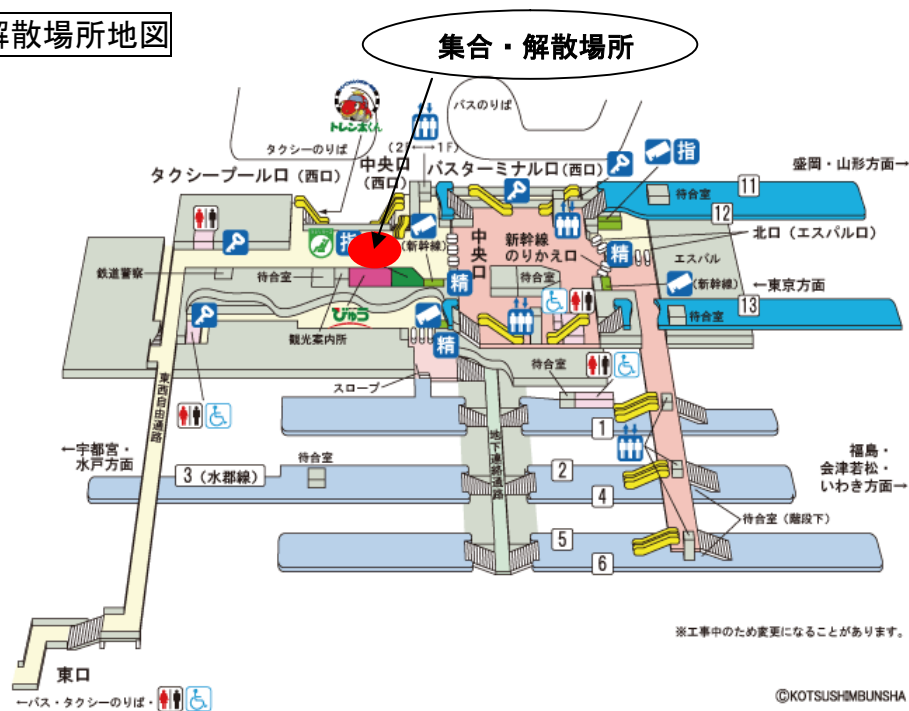 解散場所地図
集合・解散場所
トレン太くん
バスのりば
タクシーのりば
(2F←→1F)
タクシープール口(西口)
中央口
(西口)
バスターミナル口(西口)
指
盛岡・山形方面→
待合室
11
12
北口(エスパル口)
指
(新幹線)
中央口
新幹線
のりかえ口
精
エスパル
鉄道警察
待合室
精
待合室
(新幹線)
←東京方面
13
待合室
びゅう
観光案内所
精
スロープ
待合室
東西自由通路
地下連絡通路
1
←宇都宮・
水戸方面
3(水郡線)
待合室
2
4
福島・
会津若松・
いわき方面→
5
6
待合室(階段下)
※工事中のため変更になることがあります。
東口
←バス・タクシーのりば・
©KOTSUSHIMBUNSHA